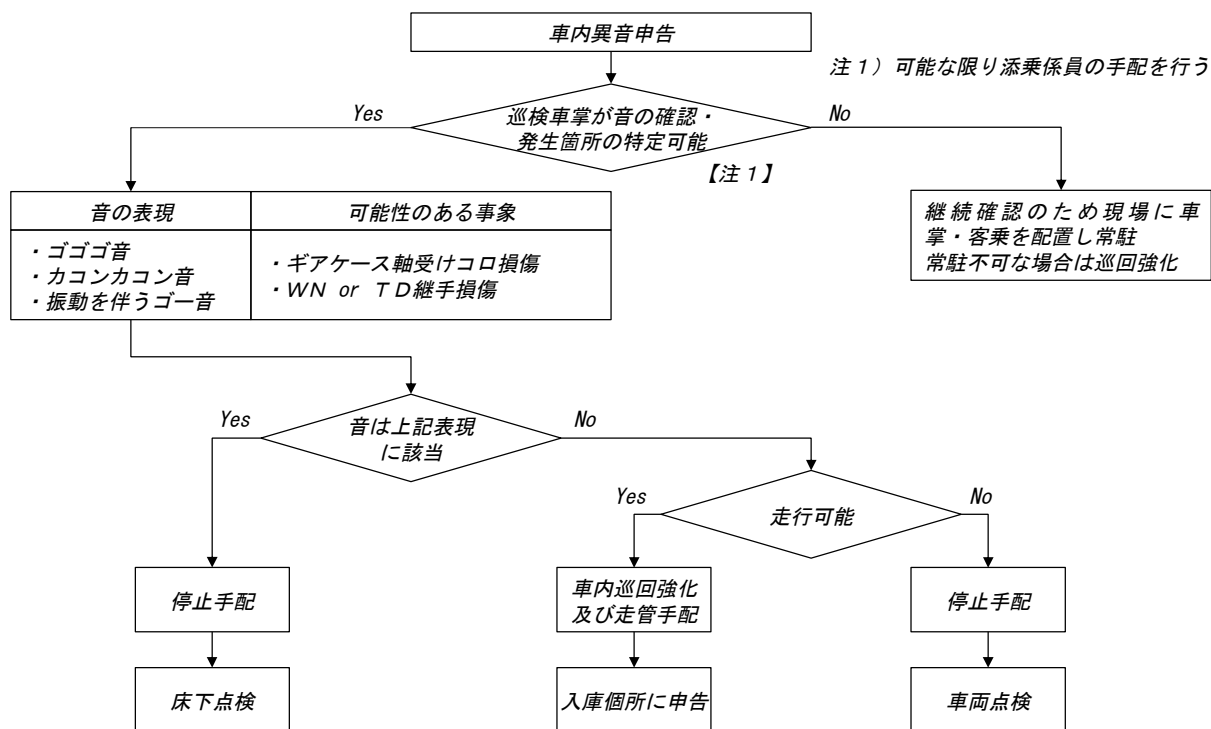 車内異音申告
注１）可能な限り添乗係員の手配を行う
Yes
巡検車掌が音の確認・
発生箇所の特定可能
No
【注１】
音の表現
可能性のある事象
・ゴゴゴ音
・カコンカコン音
・振動を伴うゴー音
・ギアケース軸受けコロ損傷
・ＷＮ or ＴＤ継手損傷
継続確認のため現場に車
掌・客乗を配置し常駐
常駐不可な場合は巡回強化
Yes
音は上記表現
に該当
No
Yes
走行可能
No
停止手配
車内巡回強化
及び走管手配
停止手配
床下点検
入庫個所に申告
車両点検